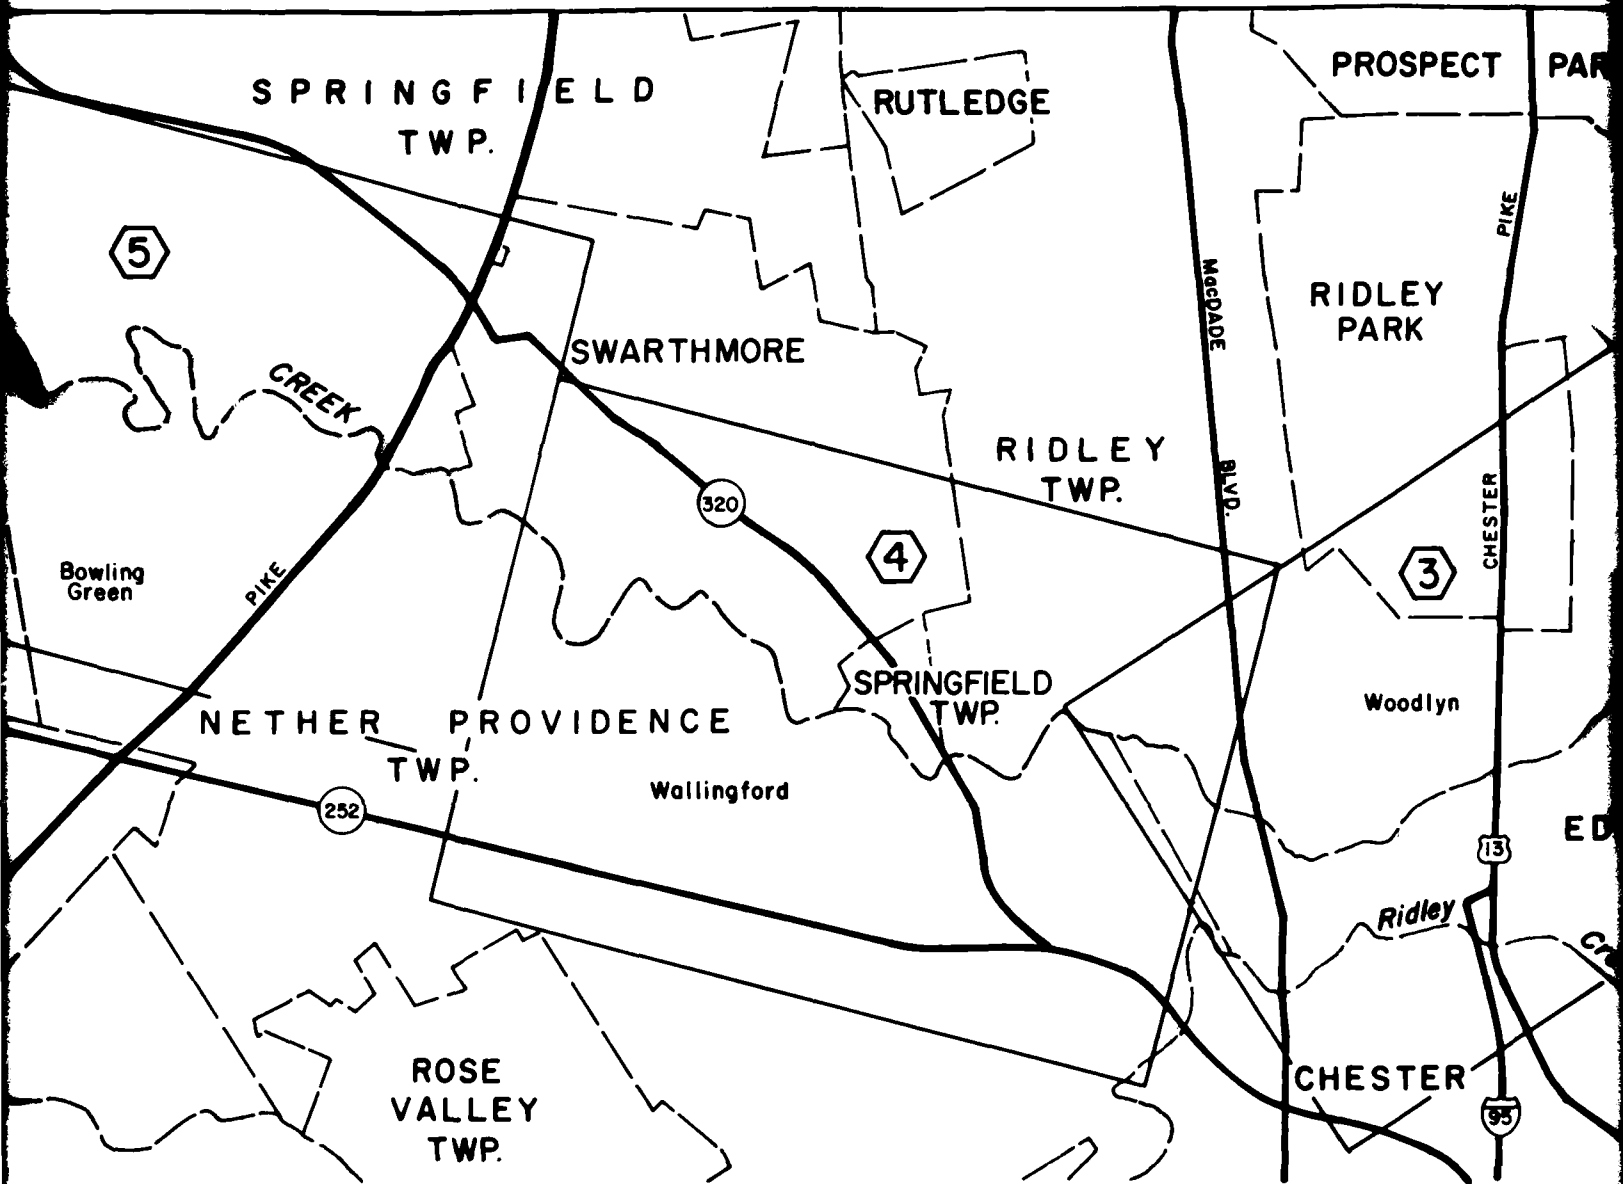 PROSPECT PAR
SPRINGFIELD
TWP.
RUTLEDGE
PIKE
5
MacDADE
RIDLEY
PARK
SWARTHMORE
CREEK
RIDLEY
TWP.
BLVD.
320
CHESTER
4
3
Bowling
Green
PIKE
SPRINGFIELD
TWP.
Woodlyn
NETHER PROVIDENCE
TWP.
Wallingford
252
ED
13
Ridley
Cre
ROSE
VALLEY
TWP.
CHESTER
95